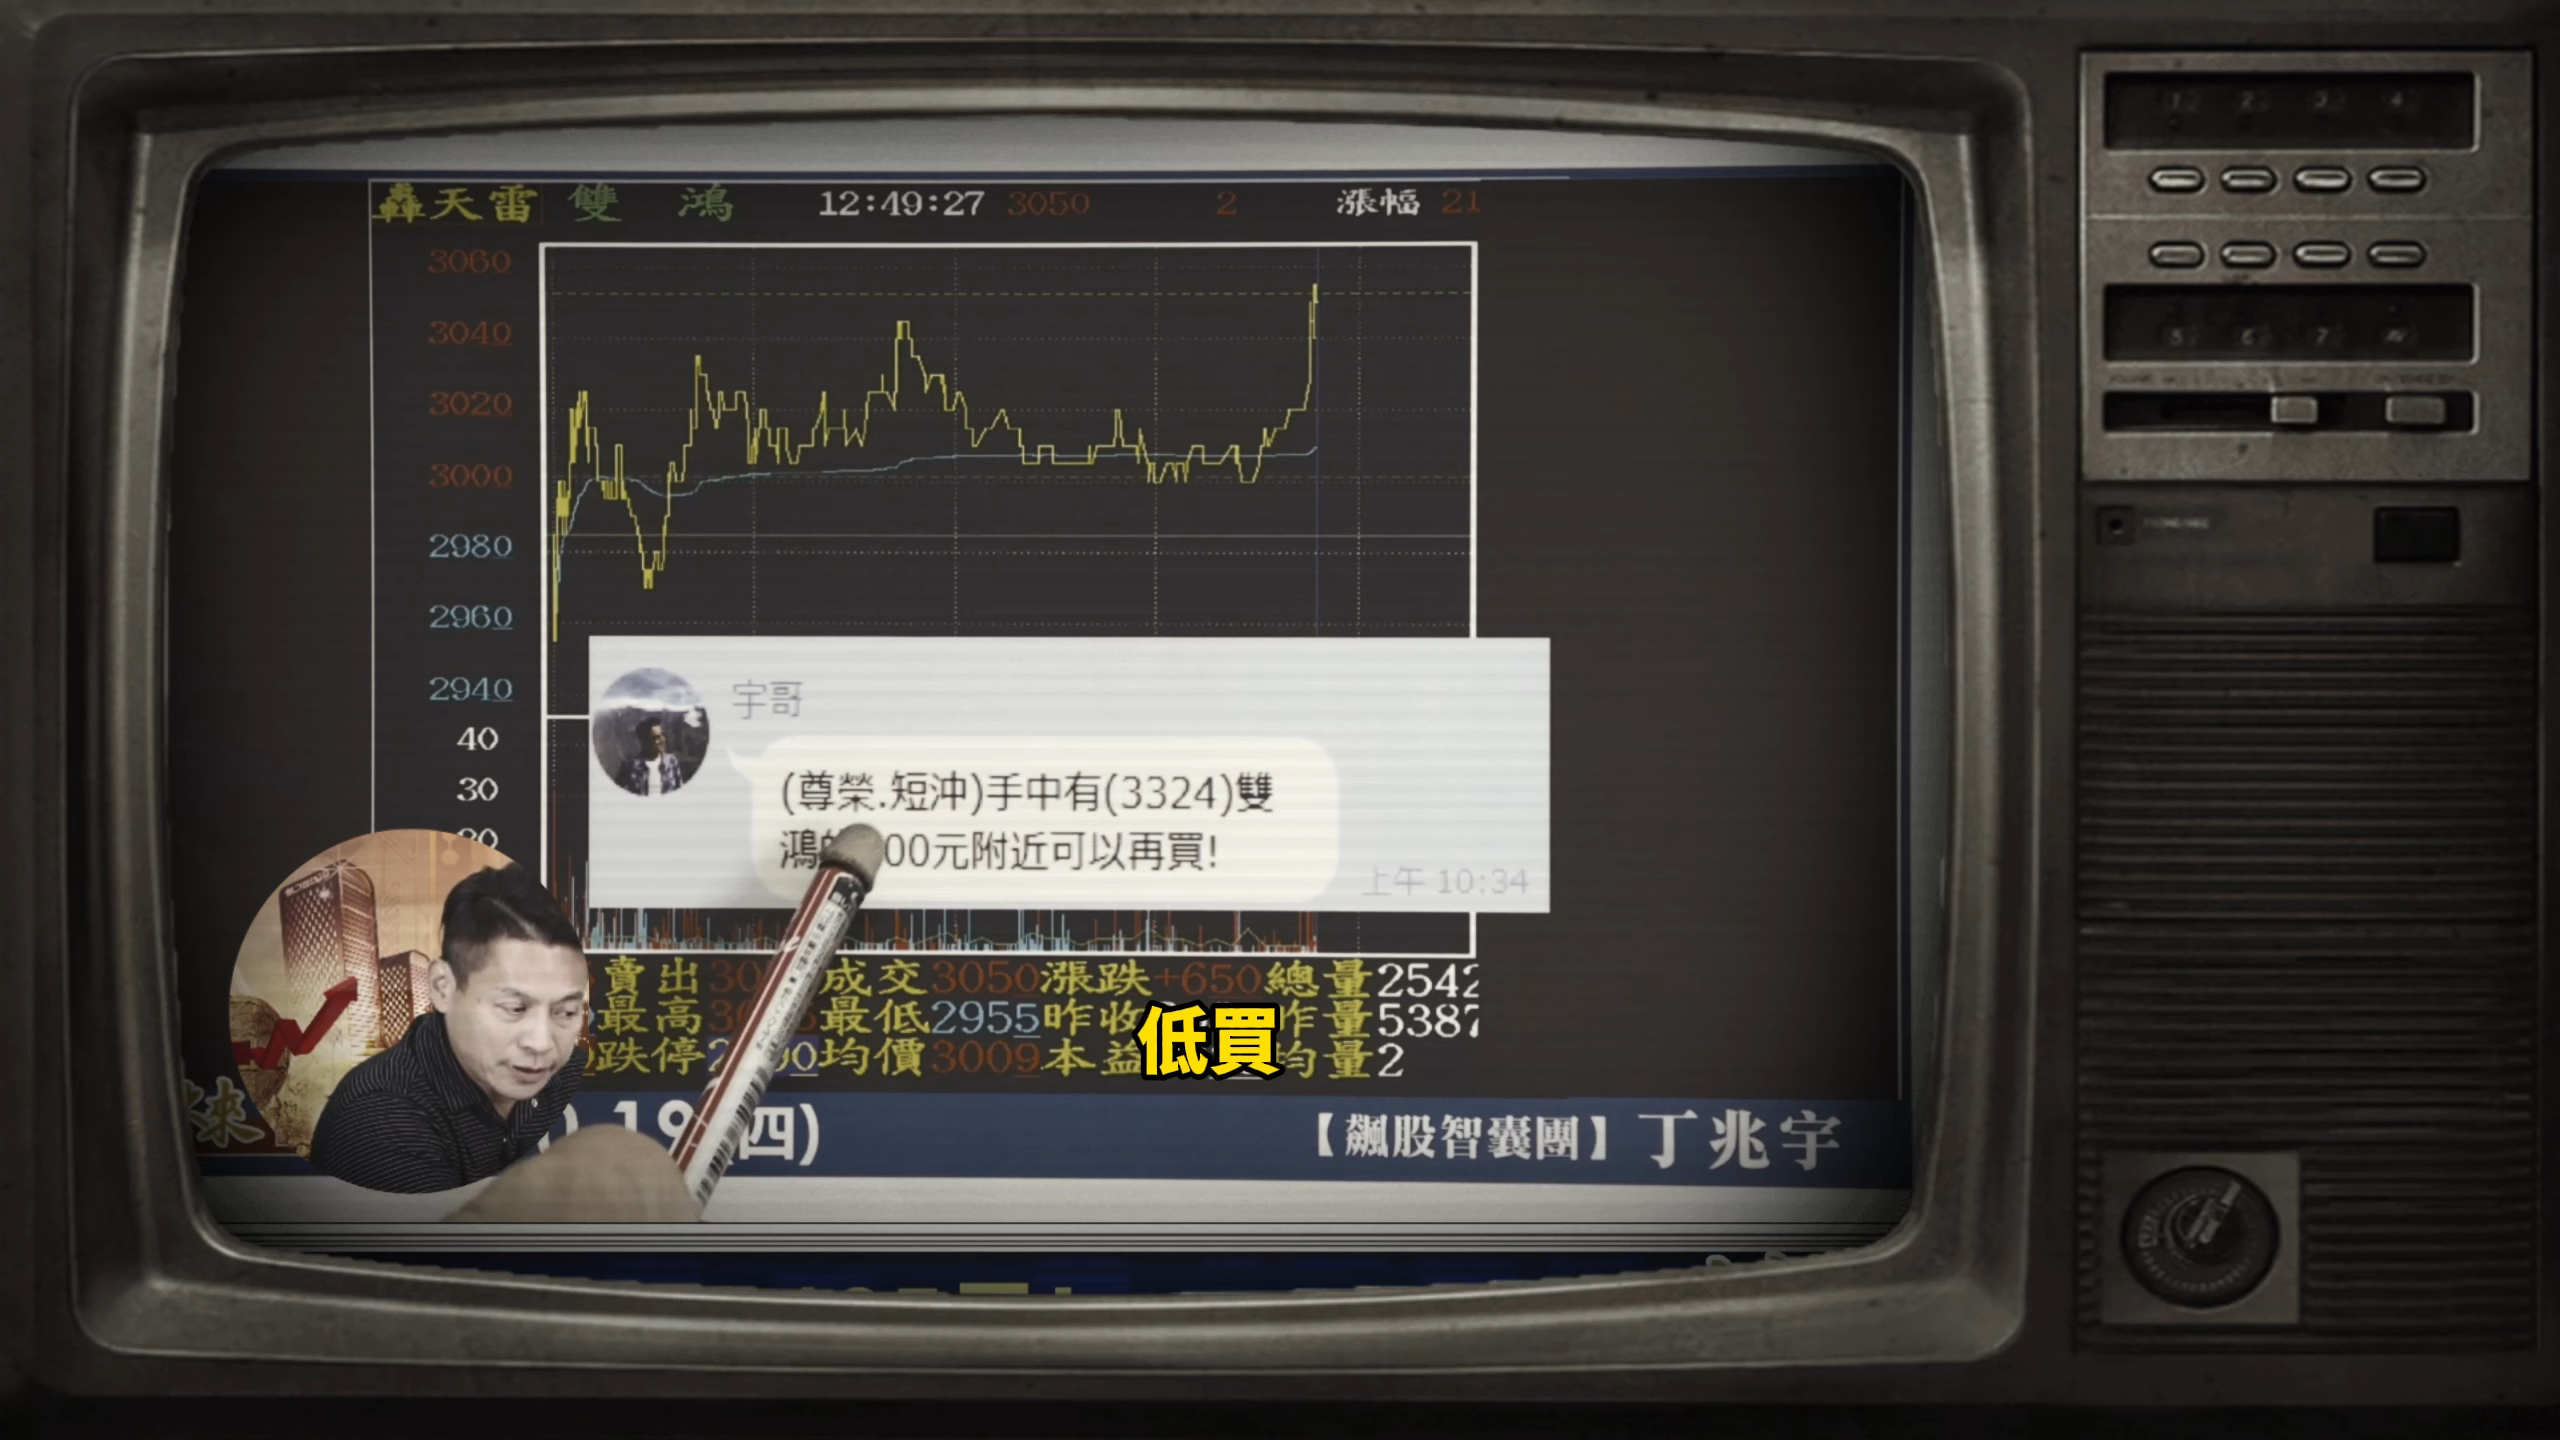 轟天雷 雙 鴻 12:49:27 3050 2 漲幅 21
3060
3040
3020
3000
2980
2960
2940
40
30
宇哥
(尊榮.短沖)手中有(3324)雙
鴻 00元附近可以再買!
上午 10:34
賣出 成交3050漲跌+650總量2542
最高 最低2955昨收 昨量5387
跌停 均價3009本益 均量2
低買
19 (四)
【飆股智囊團】丁兆宇